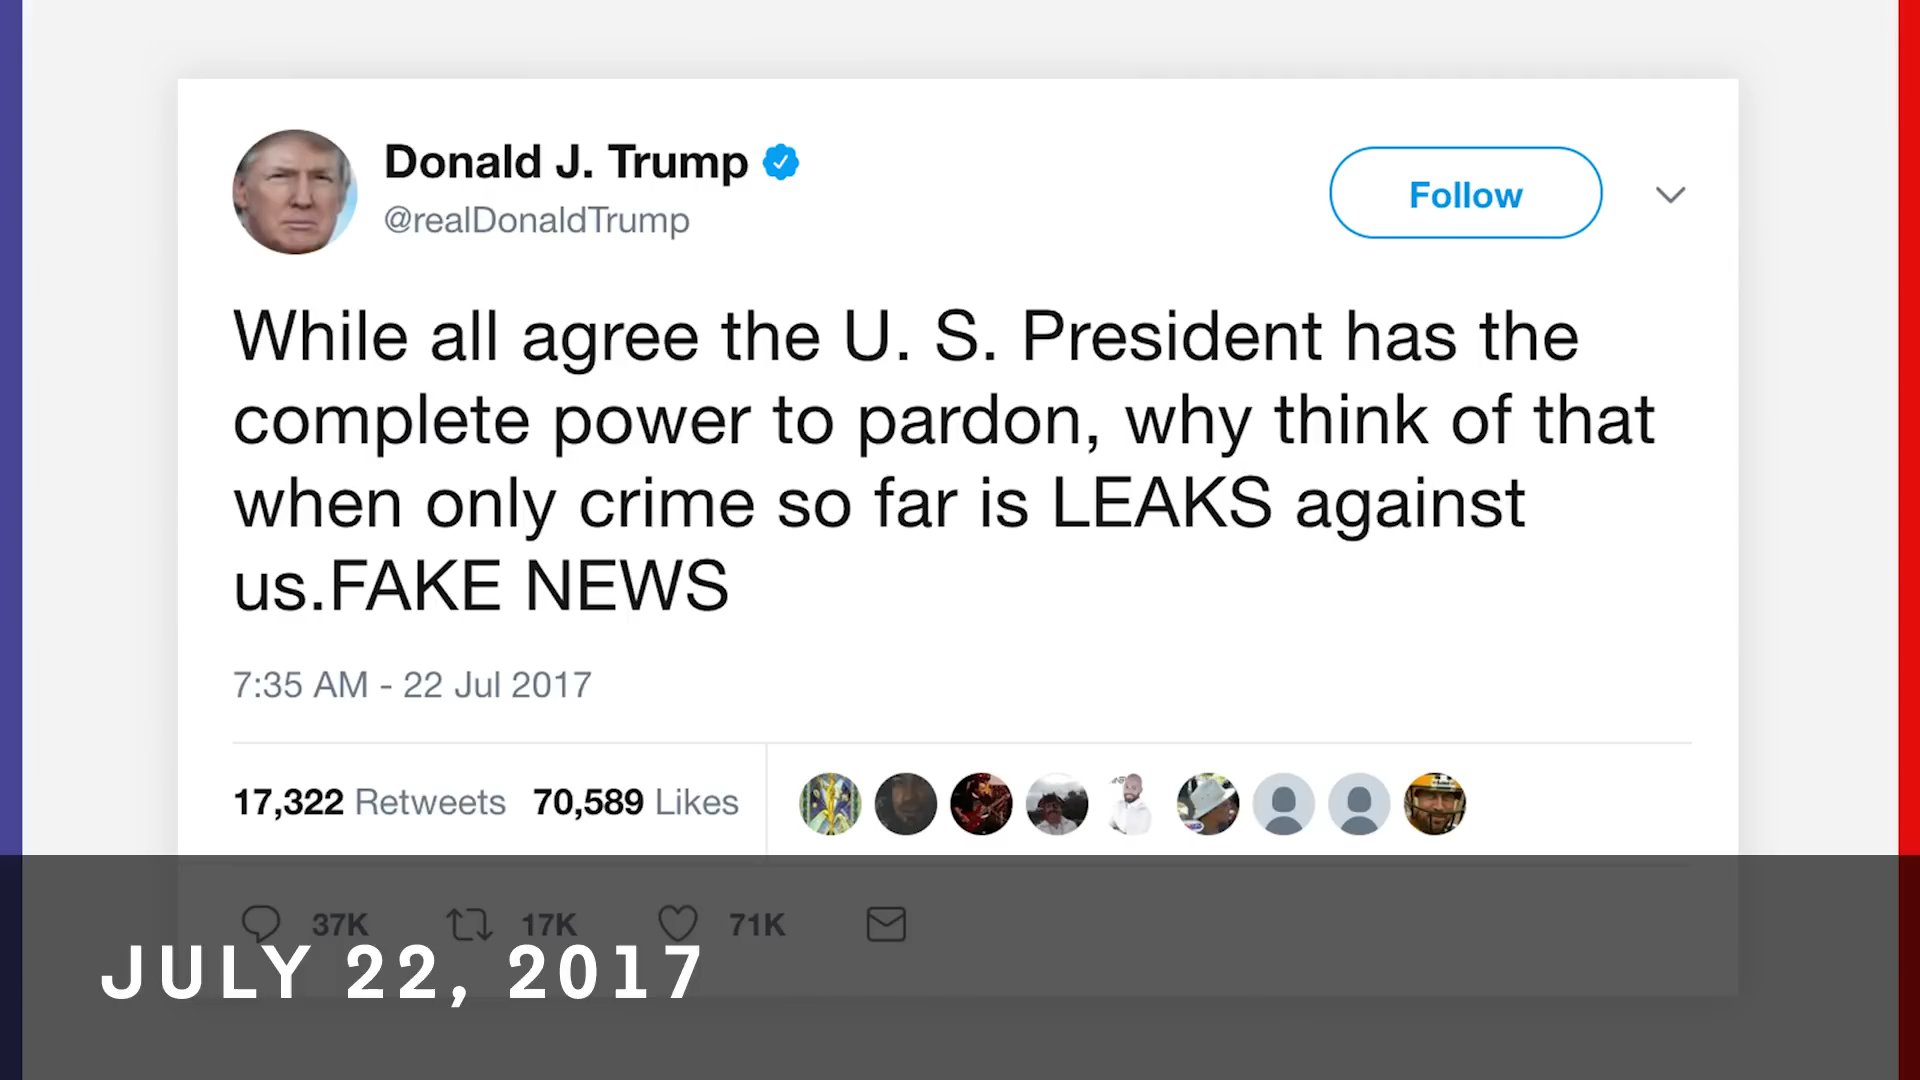 Donald J. Trump
@realDonaldTrump
Follow
While all agree the U. S. President has the
complete power to pardon, why think of that
when only crime so far is LEAKS against
us.FAKE NEWS
7:35 AM - 22 Jul 2017
17,322 Retweets 70,589 Likes
37K 17K 71K
JULY 22, 2017